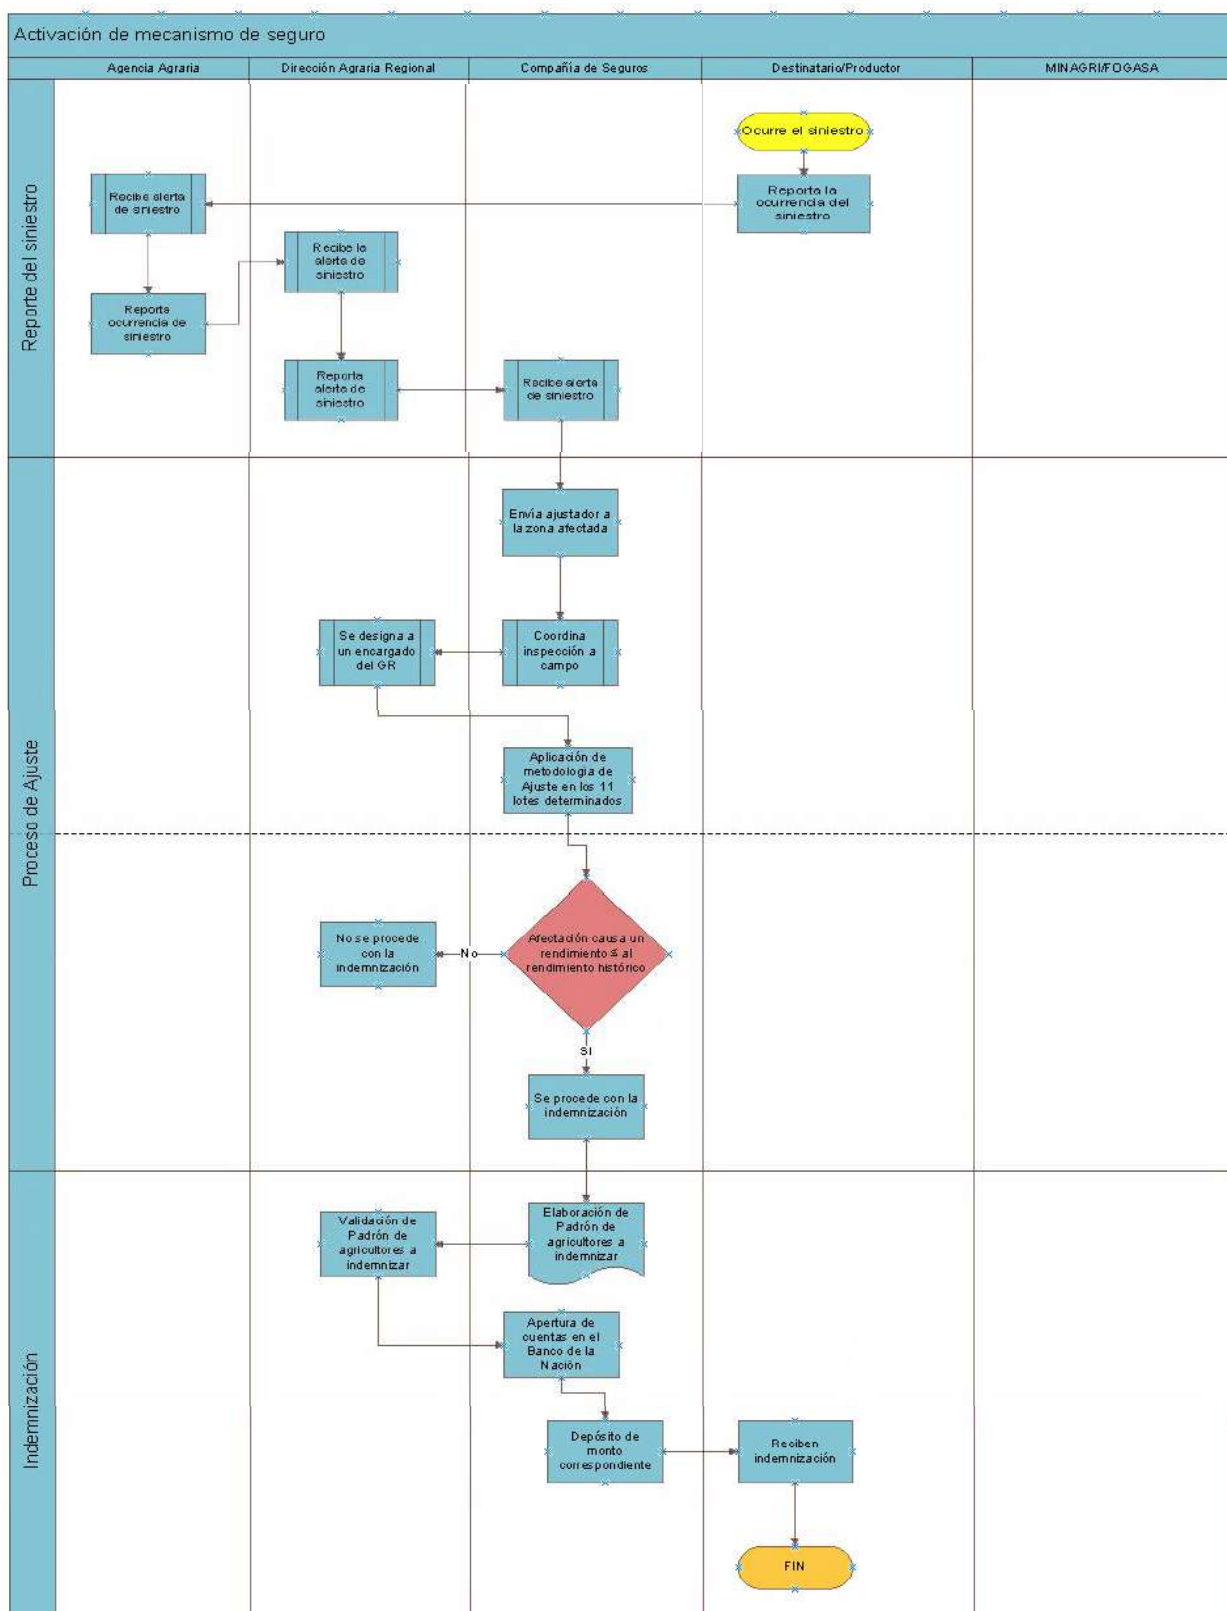 Activación de mecanismo de seguro
Agencia Agraria
Dirección Agraria Regional
Compañía de Seguros
Destinatario/Productor
MINAGRI/FOGASA
Reporte del siniestro
Ocurre el siniestro
Reporta la
ocurrencia del
siniestro
Recibe alerta
de siniestro
Reporta
ocurrencia de
siniestro
Recibe la
alerta de
siniestro
Reporta
alerta de
siniestro
Recibe alerta
de siniestro
Proceso de Ajuste
Envía ajustador a
la zona afectada
Coordina
inspección a
campo
Se designa a
un encargado
del GR
Aplicación de
metodología de
Ajuste en los 11
lotes determinados
Afectación causa un
rendimiento ≤ al
rendimiento histórico
No
No se procede
con la
indemnización
SI
Se procede con la
indemnización
Indemnización
Elaboración de
Padrón de
agricultores a
indemnizar
Validación de
Padrón de
agricultores a
indemnizar
Apertura de
cuentas en el
Banco de la
Nación
Depósito de
monto
correspondiente
Reciben
indemnización
FIN